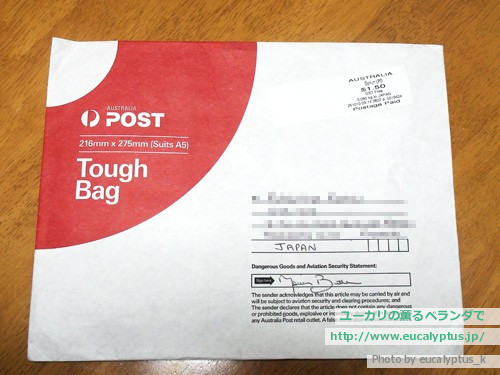 AUSTRALIA
POST
216mm x 275mm (Suits A5)
Tough
Bag
AUSTRALIA
$1.50
GST Free
Postage Paid
JAPAN
Dangerous Goods and Aviation Security Statement:
Sign here
The sender acknowledges that this article may be carried by air and
will be subject to aviation security and clearing procedures; and
The sender declares that the article does not contain any dangerous
or prohibited goods, explosive or
any Australia Post retail outlet. A
ユーカリの薫るベランダで
http://www.eucalyptus.jp/
Photo by eucalyptus_k